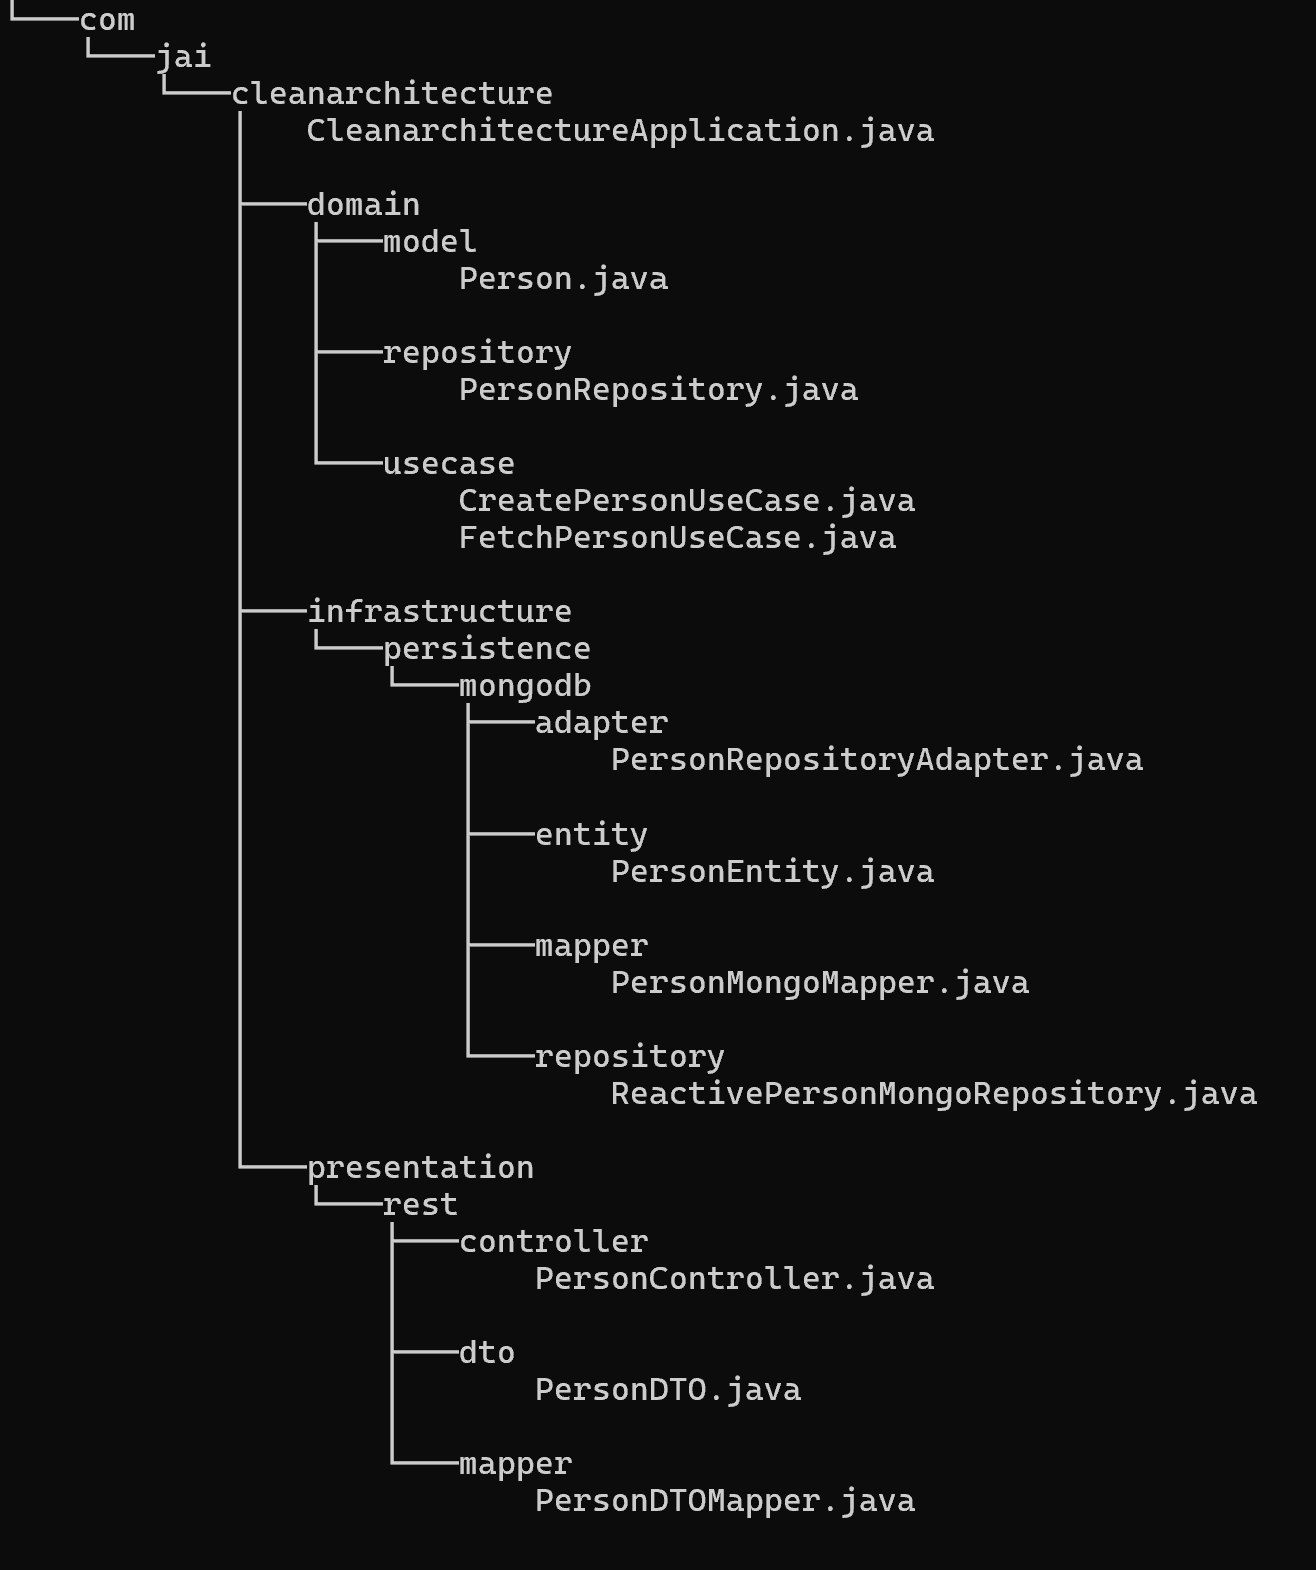 com
jai
cleanarchitecture
CleanarchitectureApplication.java
domain
model
Person.java
repository
PersonRepository.java
usecase
CreatePersonUseCase.java
FetchPersonUseCase.java
infrastructure
persistence
mongodb
adapter
PersonRepositoryAdapter.java
entity
PersonEntity.java
mapper
PersonMongoMapper.java
repository
ReactivePersonMongoRepository.java
presentation
rest
controller
PersonController.java
dto
PersonDTO.java
mapper
PersonDTOMapper.java